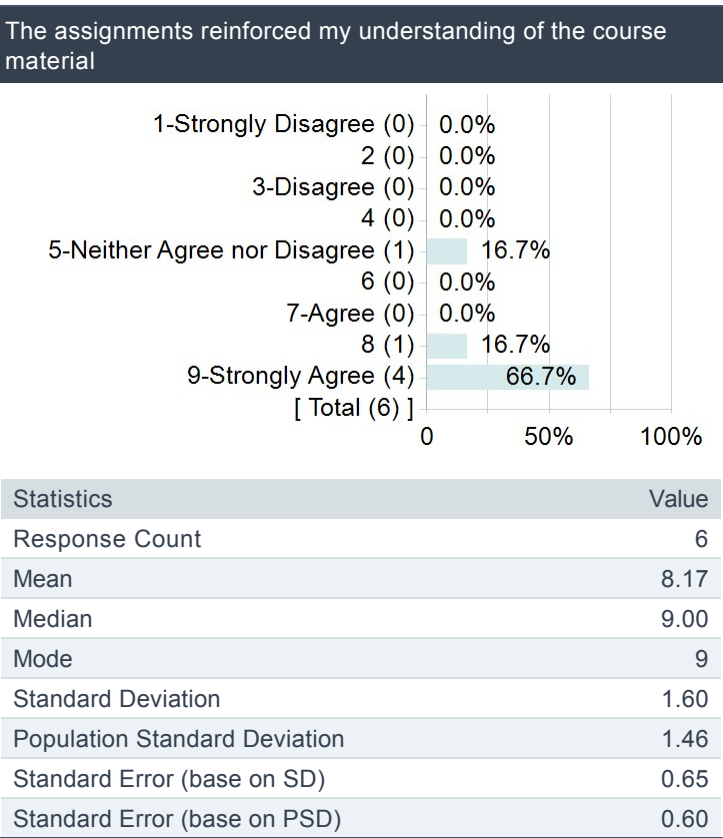 The assignments reinforced my understanding of the course
material
1-Strongly Disagree (0) 0.0%
2 (0) 0.0%
3-Disagree (0) 0.0%
4 (0) 0.0%
5-Neither Agree nor Disagree (1) 16.7%
6 (0) 0.0%
7-Agree (0) 0.0%
8 (1) 16.7%
9-Strongly Agree (4) 66.7%
[ Total (6) ]
0 50% 100%
Statistics Value
Response Count 6
Mean 8.17
Median 9.00
Mode 9
Standard Deviation 1.60
Population Standard Deviation 1.46
Standard Error (base on SD) 0.65
Standard Error (base on PSD) 0.60